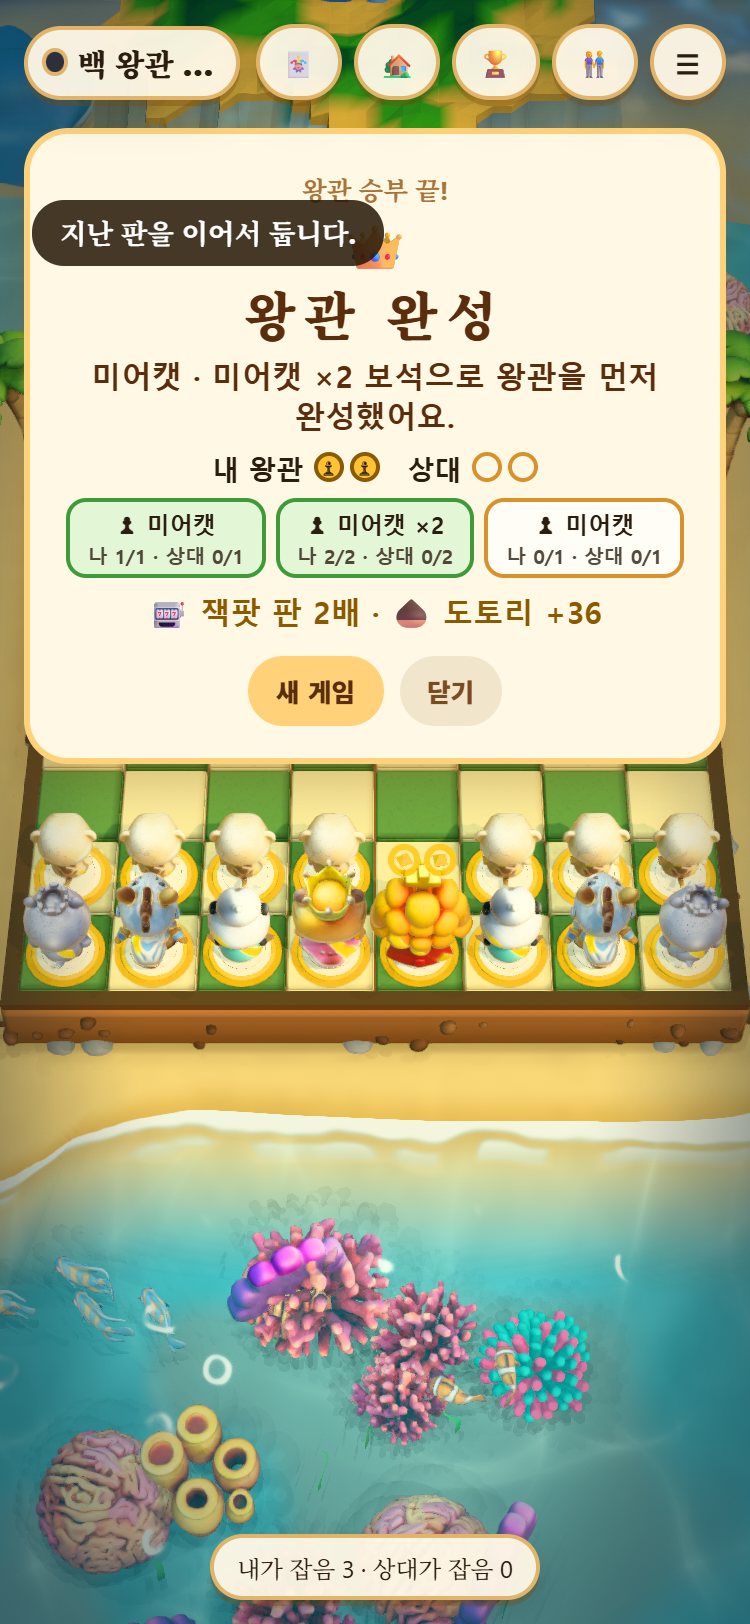 백 왕관 ...
왕관 승부 끝!
지난 판을 이어서 둡니다.
왕관 완성
미어캣 · 미어캣 ×2 보석으로 왕관을 먼저
완성했어요.
내 왕관 상대
미어캣
나 1/1 · 상대 0/1
미어캣 ×2
나 2/2 · 상대 0/2
미어캣
나 0/1 · 상대 0/1
잭팟 판 2배 · 도토리 +36
새 게임
닫기
내가 잡음 3 · 상대가 잡음 0